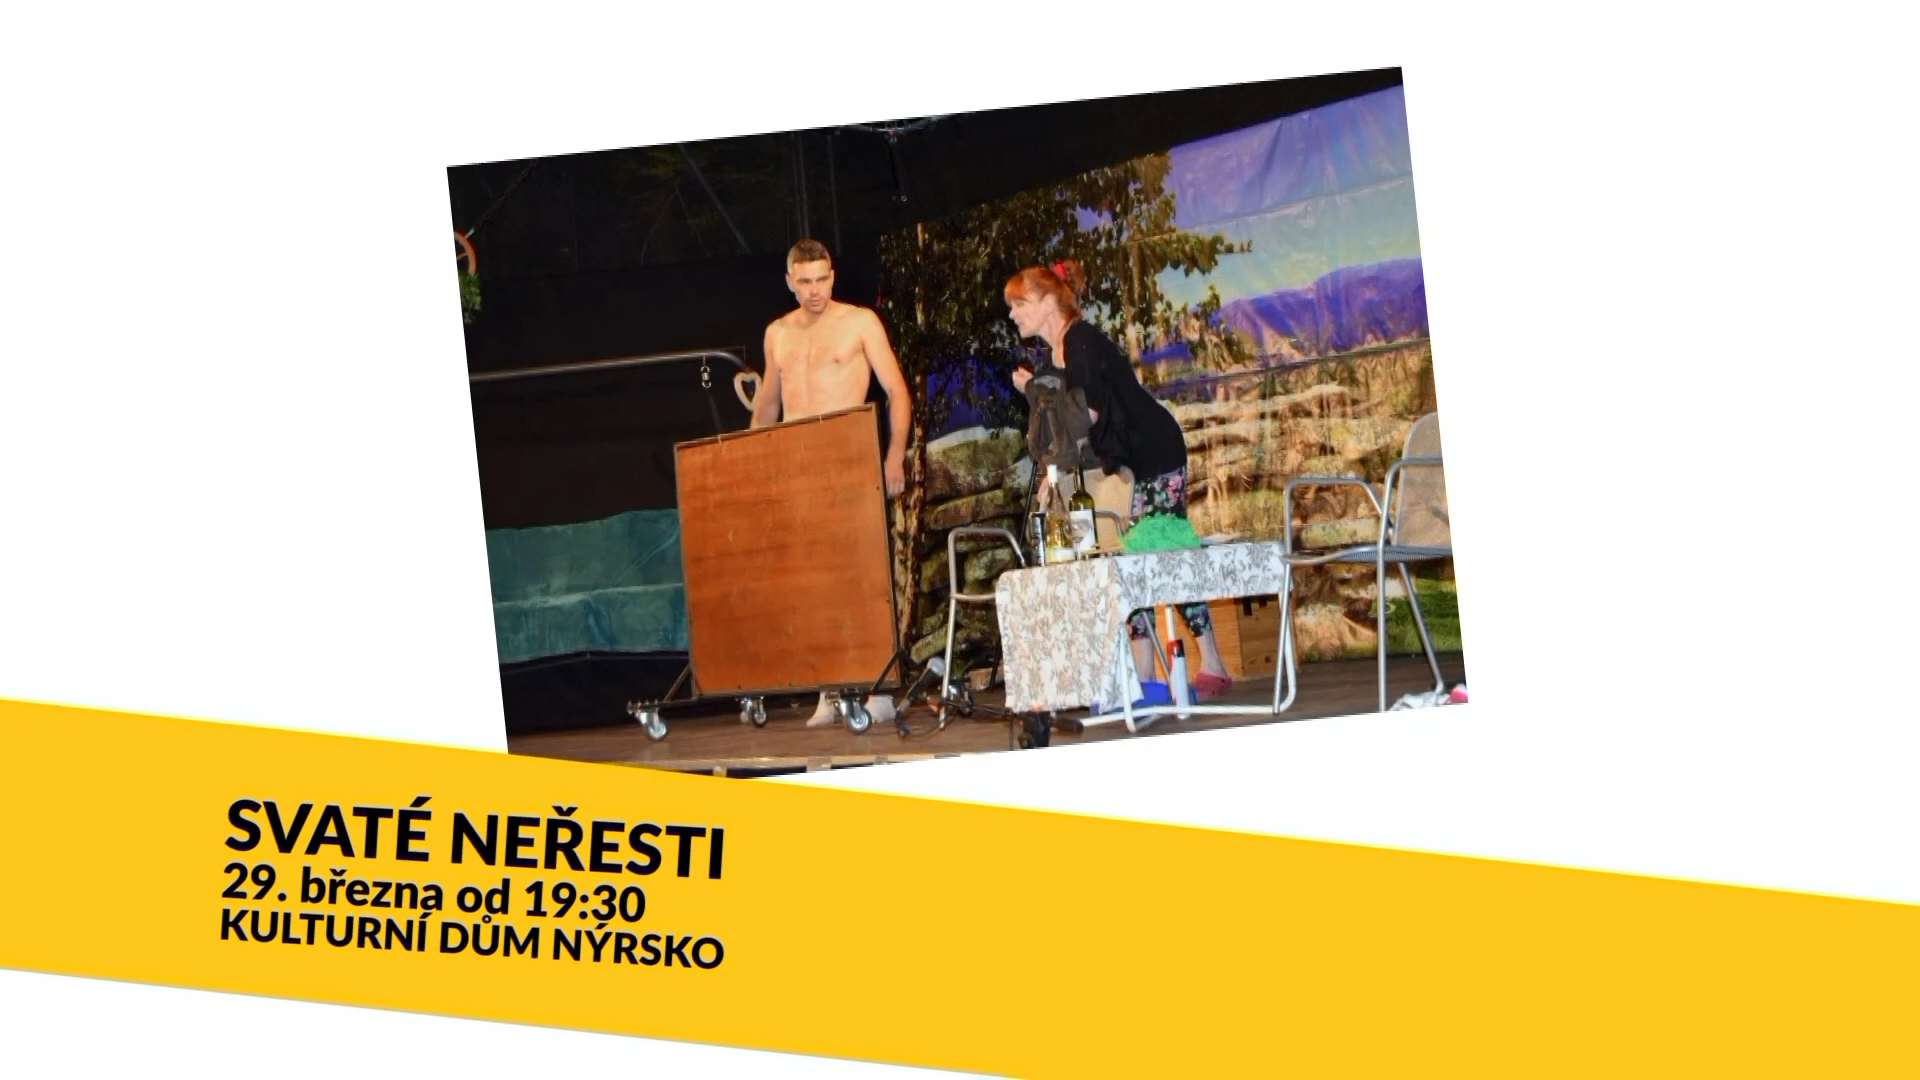 SVATÉ NEŘESTI
29. března od 19:30
KULTURNÍ DŮM NÝRSKO